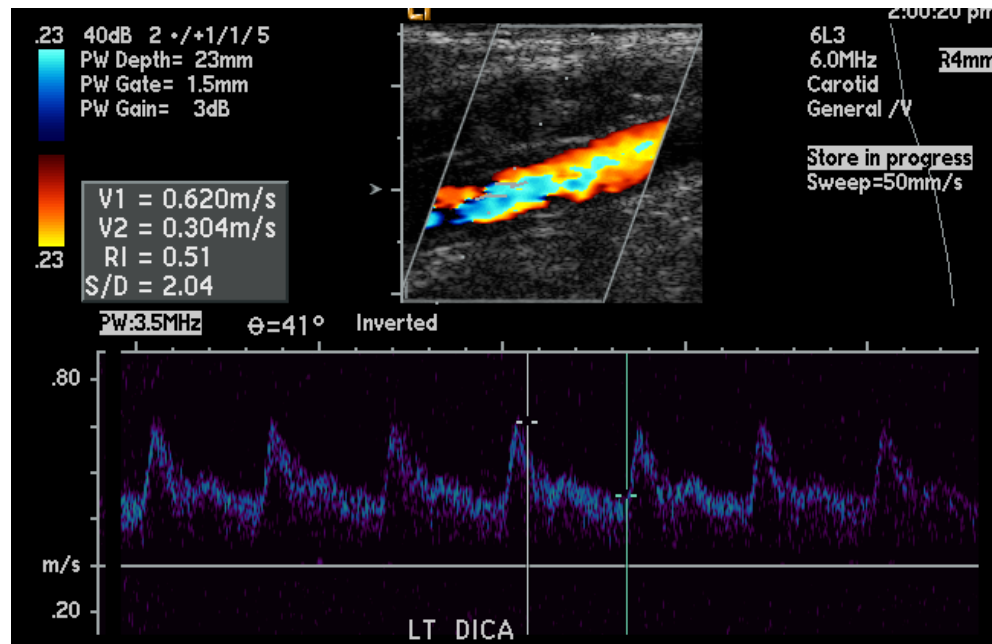 2:00:20 pm
.23 40dB 2 •/+1/1/ 5
PW Depth= 23mm
PW Gate= 1.5mm
PW Gain= 3dB
.23
6L3
6.0MHz R4mm
Carotid
General /V
Store in progress
Sweep=50mm/s
V1 = 0.620m/s
V2 = 0.304m/s
RI = 0.51
S/D = 2.04
PW:3.5MHz θ=41° Inverted
.80
m/s
.20
LT DICA